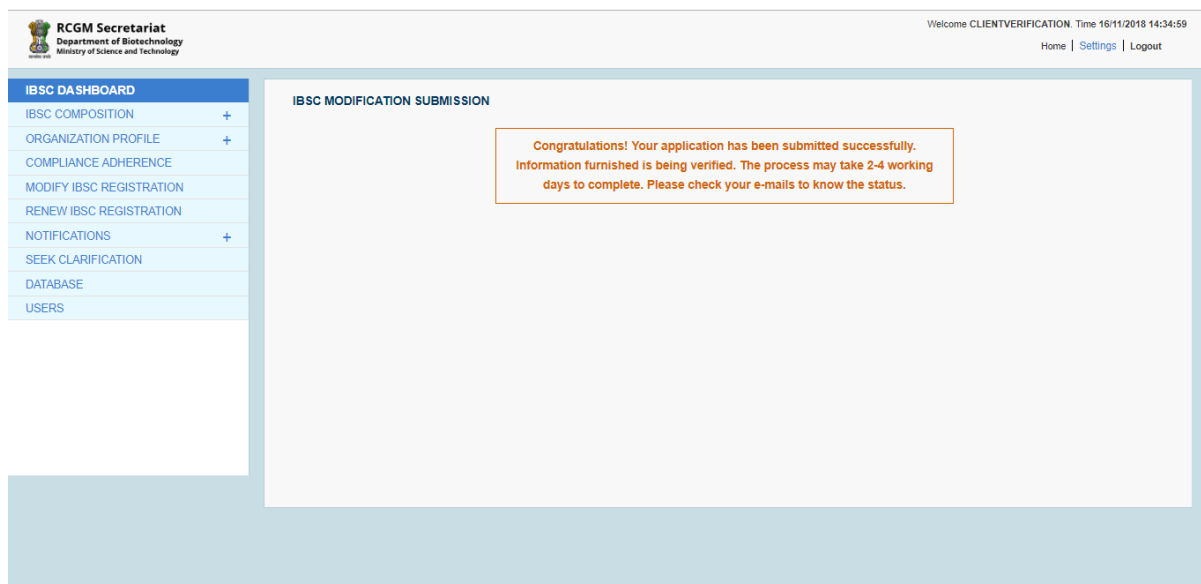 RCGM Secretariat
Department of Biotechnology
Ministry of Science and Technology
Welcome CLIENTVERIFICATION. Time 16/11/2018 14:34:59
Home | Settings | Logout
IBSC DASHBOARD
IBSC COMPOSITION +
ORGANIZATION PROFILE +
COMPLIANCE ADHERENCE
MODIFY IBSC REGISTRATION
RENEW IBSC REGISTRATION
NOTIFICATIONS +
SEEK CLARIFICATION
DATABASE
USERS
IBSC MODIFICATION SUBMISSION
Congratulations! Your application has been submitted successfully.
Information furnished is being verified. The process may take 2-4 working
days to complete. Please check your e-mails to know the status.